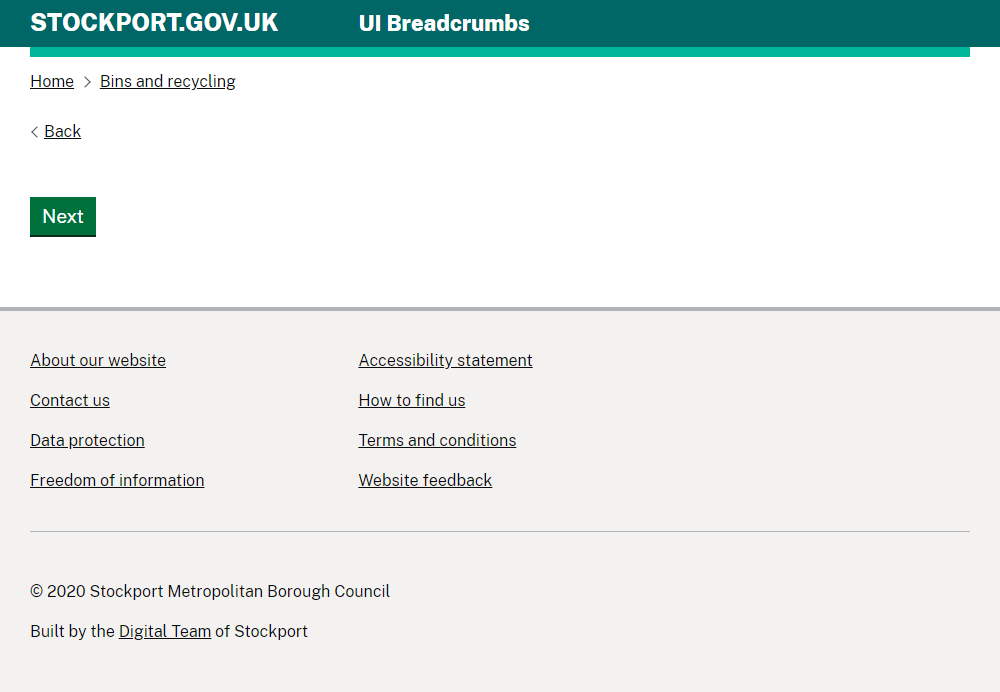 STOCKPORT.GOV.UK
UI Breadcrumbs
Home > Bins and recycling
< Back
Next
About our website
Accessibility statement
Contact us
How to find us
Data protection
Terms and conditions
Freedom of information
Website feedback
© 2020 Stockport Metropolitan Borough Council
Built by the Digital Team of Stockport